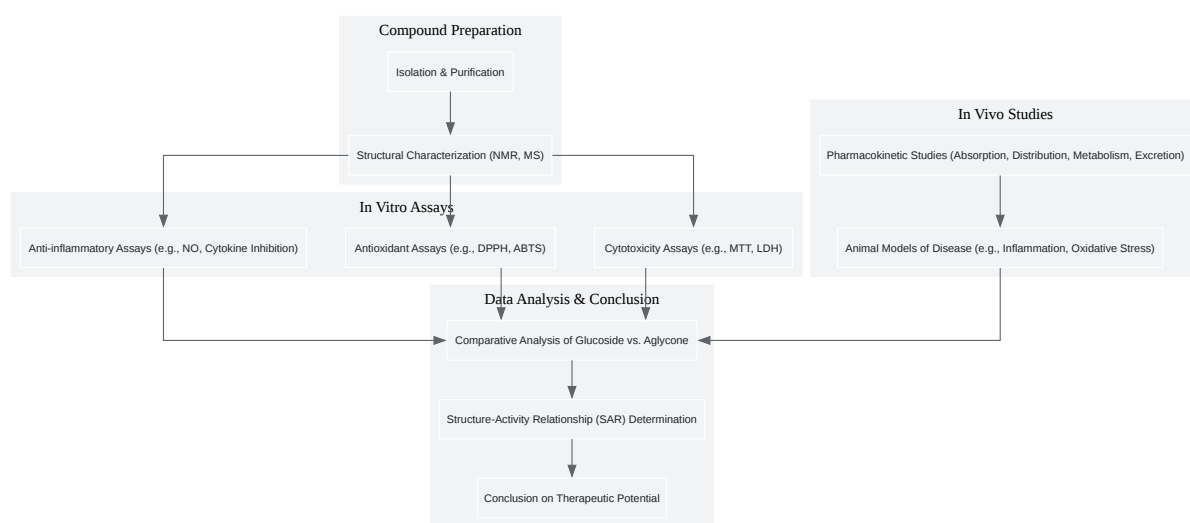 Compound Preparation
Isolation & Purification
Structural Characterization (NMR, MS)
In Vivo Studies
Pharmacokinetic Studies (Absorption, Distribution, Metabolism, Excretion)
Animal Models of Disease (e.g., Inflammation, Oxidative Stress)
In Vitro Assays
Anti-inflammatory Assays (e.g., NO, Cytokine Inhibition)
Antioxidant Assays (e.g., DPPH, ABTS)
Cytotoxicity Assays (e.g., MTT, LDH)
Data Analysis & Conclusion
Comparative Analysis of Glucoside vs. Aglycone
Structure-Activity Relationship (SAR) Determination
Conclusion on Therapeutic Potential